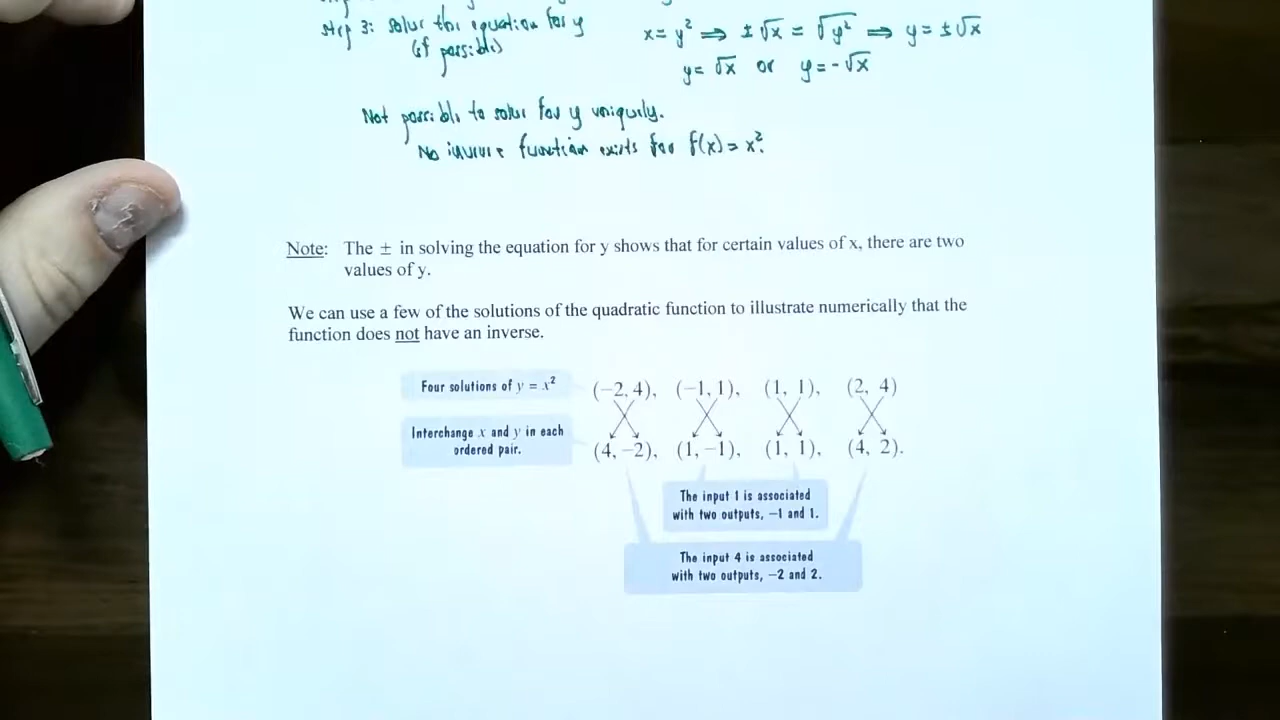 Step 3: solve this equation for y
(if possible)
x = y² ⟹ ±√x = √y² ⟹ y = ±√x
y = √x or y = -√x
Not possible to solve for y uniquely.
No inverse function exists for f(x) = x².
Note: The ± in solving the equation for y shows that for certain values of x, there are two
values of y.
We can use a few of the solutions of the quadratic function to illustrate numerically that the
function does not have an inverse.
Four solutions of y = x²
(−2, 4), (−1, 1), (1, 1), (2, 4)
Interchange x and y in each
ordered pair.
(4, −2), (1, −1), (1, 1), (4, 2).
The input 1 is associated
with two outputs, −1 and 1.
The input 4 is associated
with two outputs, −2 and 2.